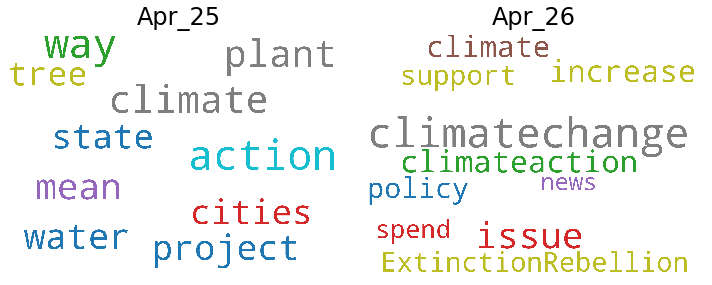 Apr_25
way
plant
tree
climate
state
action
mean
cities
water
project
Apr_26
climate
support
increase
climatechange
climateaction
policy
news
spend
issue
ExtinctionRebellion